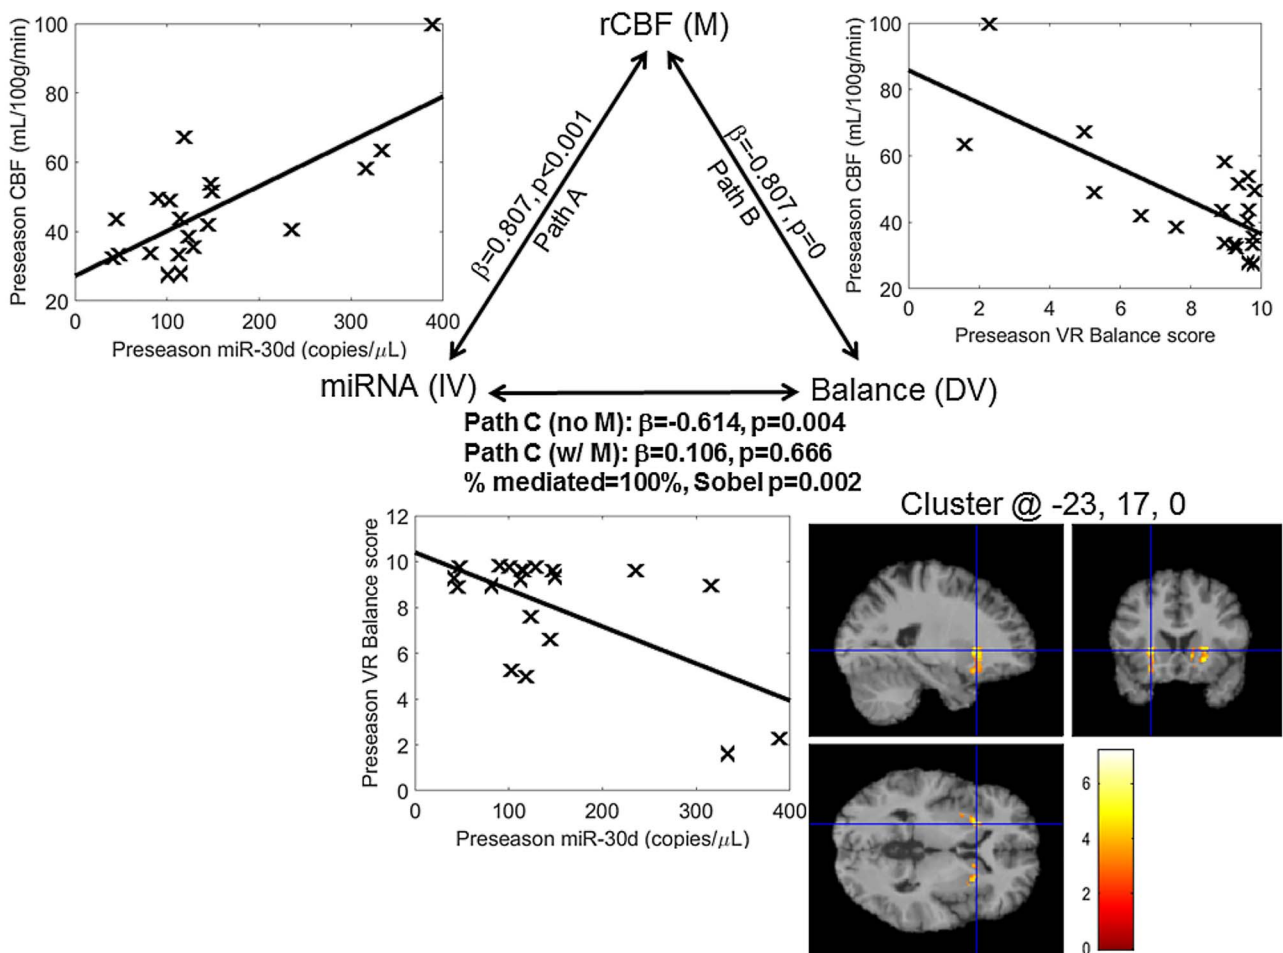 100
80
60
40
20
0
100
200
300
400
Preseason CBF (mL/100g/min)
Preseason miR-30d (copies/μL)
rCBF (M)
β=0.807, p<0.001
Path A
β=-0.807, p=0
Path B
100
80
60
40
20
0
2
4
6
8
10
Preseason CBF (mL/100g/min)
Preseason VR Balance score
miRNA (IV)
Balance (DV)
Path C (no M): β=-0.614, p=0.004
Path C (w/ M): β=0.106, p=0.666
% mediated=100%, Sobel p=0.002
12
10
8
6
4
2
0
0
100
200
300
400
Preseason VR Balance score
Preseason miR-30d (copies/μL)
Cluster @ -23, 17, 0
6
4
2
0